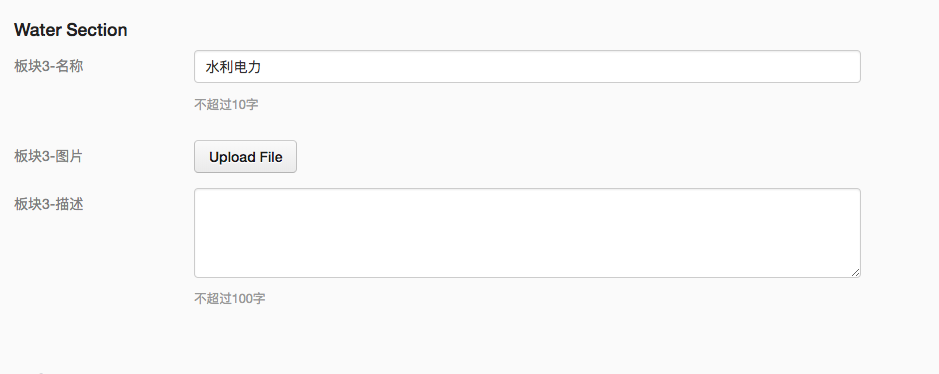 Water Section
板块3-名称
水利电力
不超过10字
板块3-图片
Upload File
板块3-描述
不超过100字